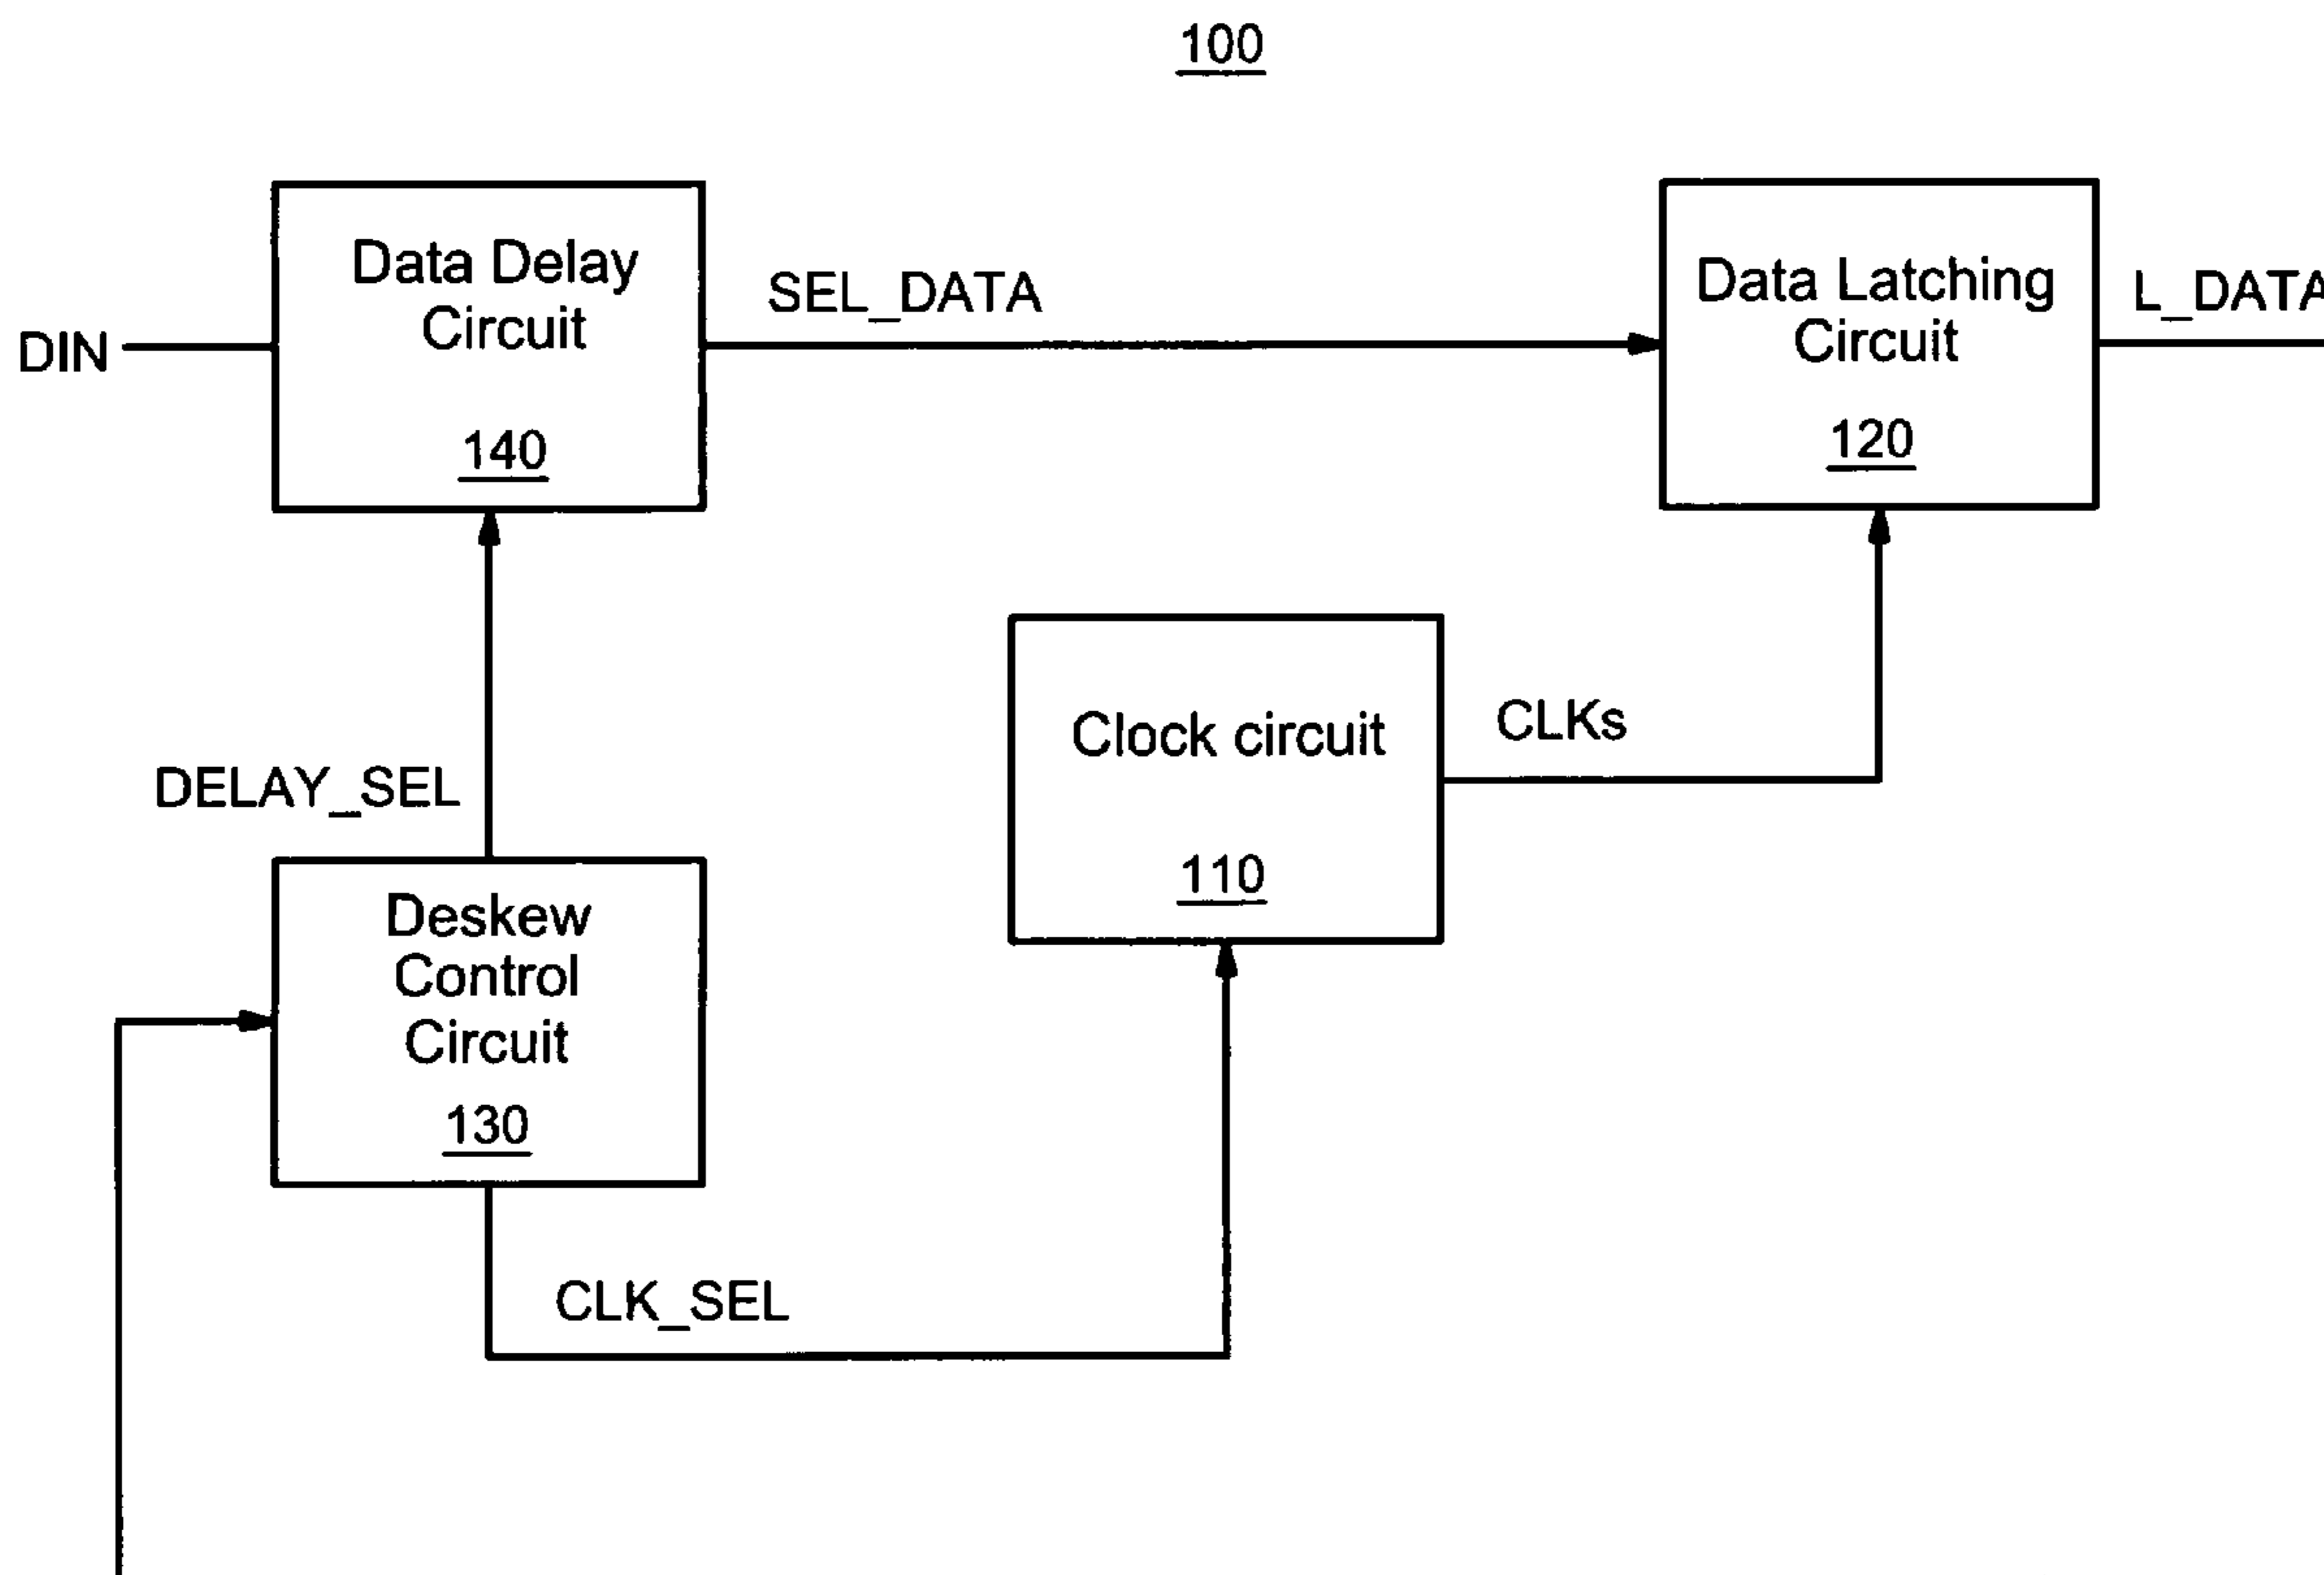 100
Data Delay
Circuit
140
DIN
SEL_DATA
Data Latching
Circuit
120
L_DATA
DELAY_SEL
Clock circuit
110
CLKs
Deskew
Control
Circuit
130
CLK_SEL